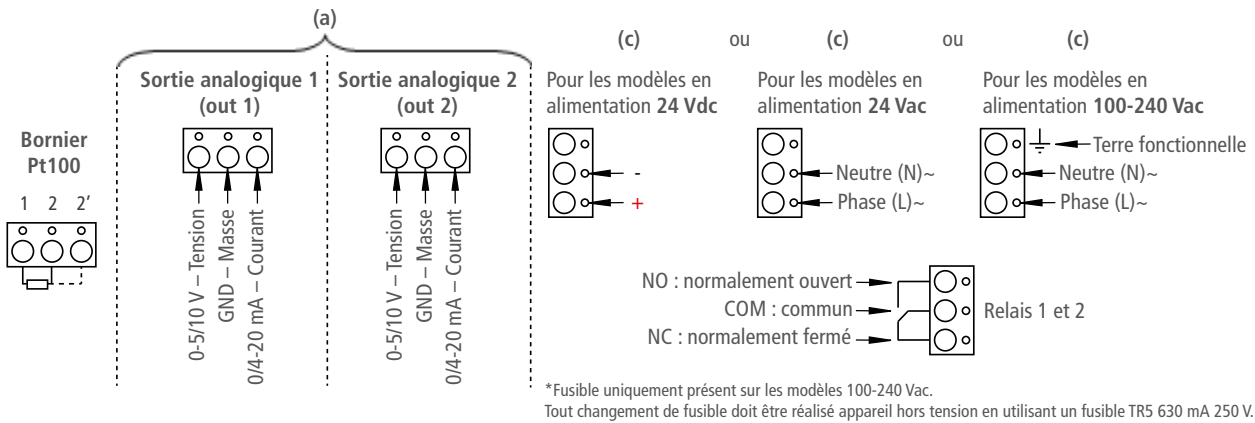 (a)
Sortie analogique 1
(out 1)
Sortie analogique 2
(out 2)
Bornier
Pt100
1 2 2’
0-5/10 V – Tension
GND – Masse
0/4-20 mA – Courant
0-5/10 V – Tension
GND – Masse
0/4-20 mA – Courant
(c) ou (c) ou (c)
Pour les modèles en
alimentation 24 Vdc
-
+
Pour les modèles en
alimentation 24 Vac
Neutre (N)~
Phase (L)~
Pour les modèles en
alimentation 100-240 Vac
Terre fonctionnelle
Neutre (N)~
Phase (L)~
NO : normalement ouvert
COM : commun
NC : normalement fermé
Relais 1 et 2
*Fusible uniquement présent sur les modèles 100-240 Vac.
Tout changement de fusible doit être réalisé appareil hors tension en utilisant un fusible TR5 630 mA 250 V.